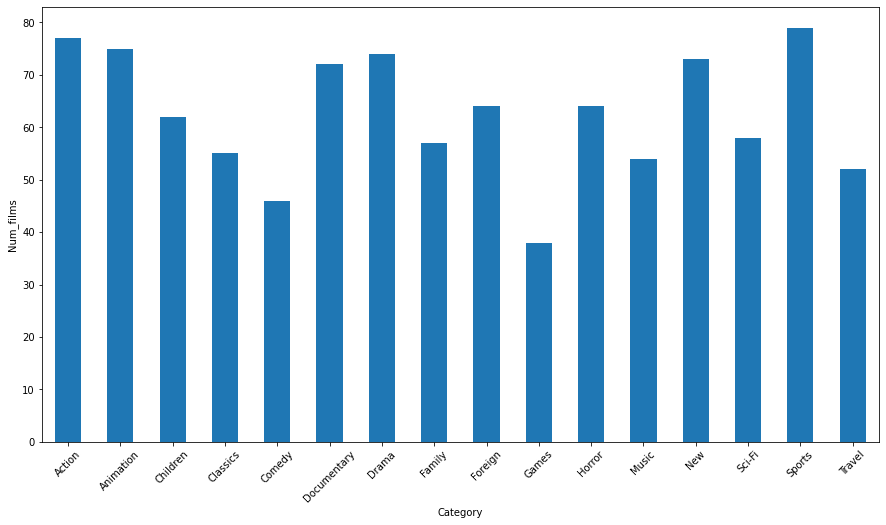 80
70
60
50
40
30
20
10
0
Num_films
Action
Animation
Children
Classics
Comedy
Documentary
Drama
Family
Foreign
Games
Horror
Music
New
Sci-Fi
Sports
Travel
Category